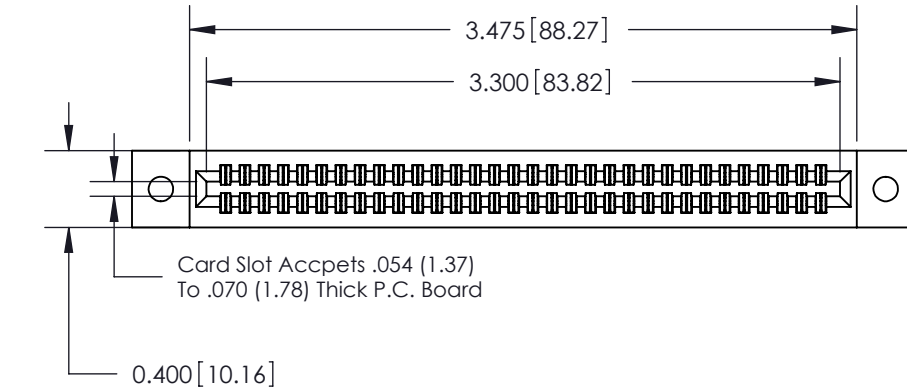 3.475[88.27]
3.300[83.82]
Card Slot Accpets .054 (1.37)
To .070 (1.78) Thick P.C. Board
0.400[10.16]